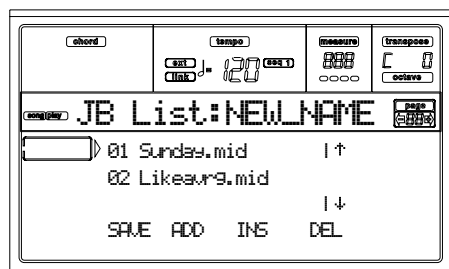 chord tempo measure transpose
ext link ♩= 120 seq 1 888 C 0
octave
song play JB List:NEW_NAME page 88
01 Sunday.mid |↑
02 Likeavrg.mid
|↓
SAVE ADD INS DEL